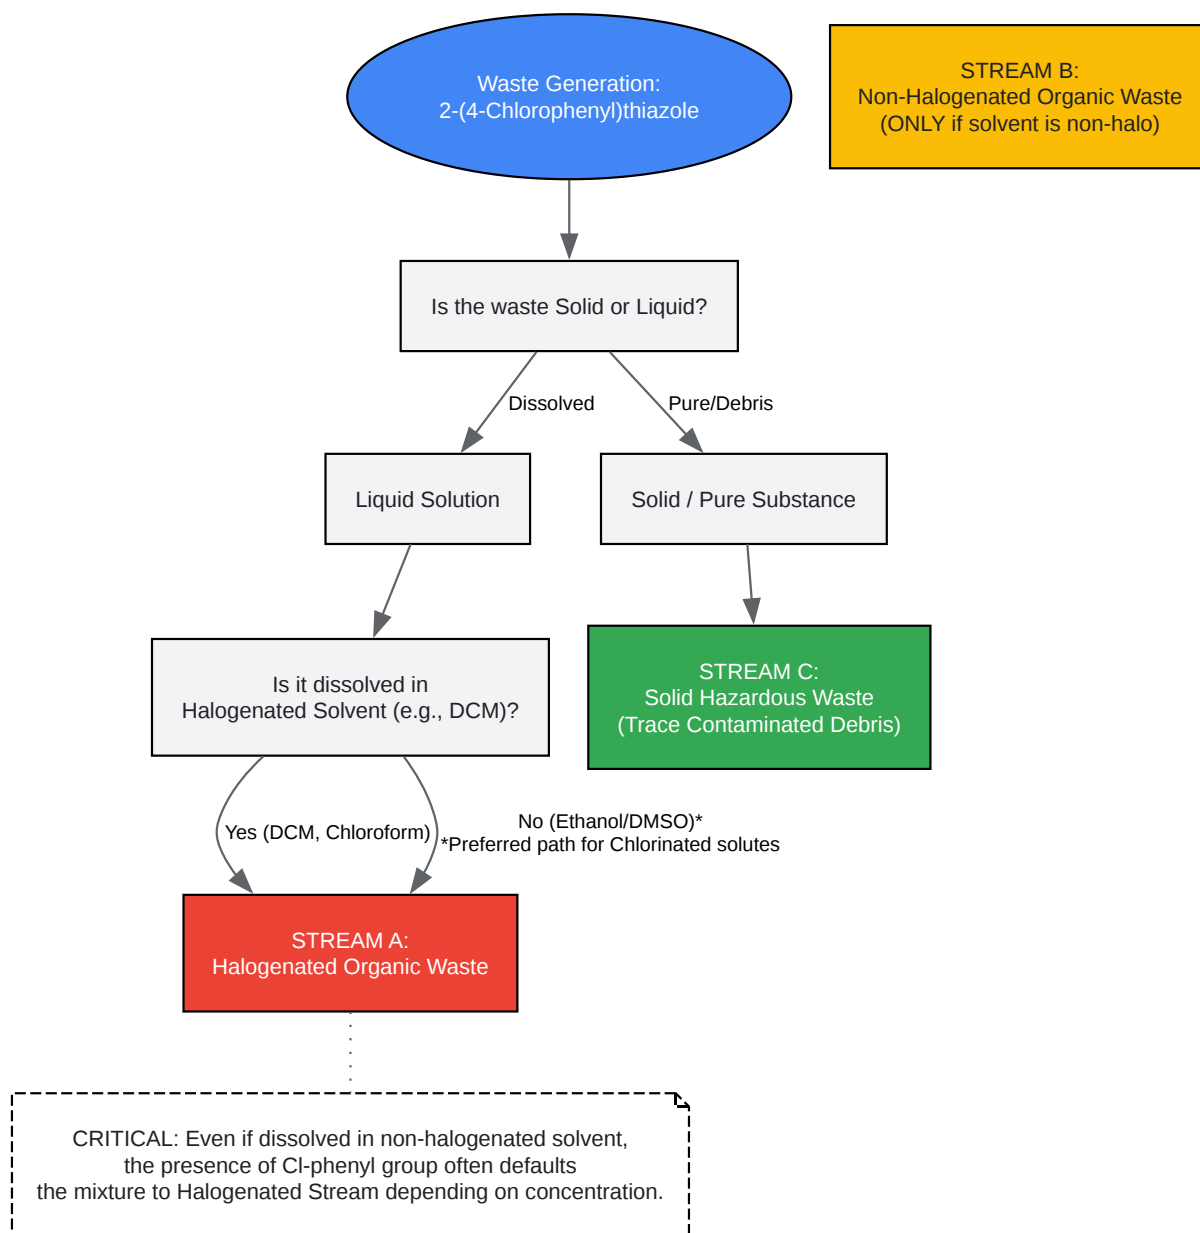 Waste Generation:
2-(4-Chlorophenyl)thiazole
STREAM B:
Non-Halogenated Organic Waste
(ONLY if solvent is non-halo)
Is the waste Solid or Liquid?
Dissolved
Pure/Debris
Liquid Solution
Solid / Pure Substance
Is it dissolved in
Halogenated Solvent (e.g., DCM)?
STREAM C:
Solid Hazardous Waste
(Trace Contaminated Debris)
Yes (DCM, Chloroform)
No (Ethanol/DMSO)*
*Preferred path for Chlorinated solutes
STREAM A:
Halogenated Organic Waste
CRITICAL: Even if dissolved in non-halogenated solvent,
the presence of Cl-phenyl group often defaults
the mixture to Halogenated Stream depending on concentration.